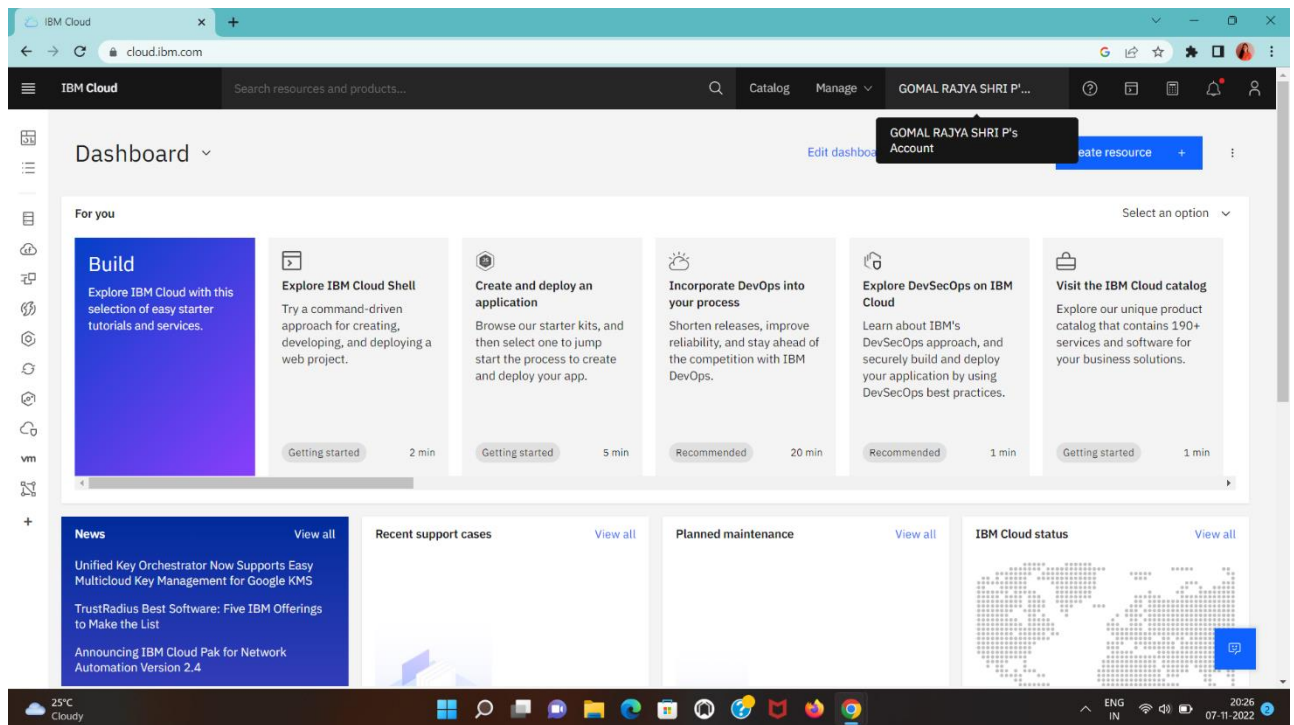 IBM Cloud
cloud.ibm.com
IBM Cloud
Search resources and products...
Catalog
Manage
GOMAL RAJYA SHRI P'...
GOMAL RAJYA SHRI P's
Account
Dashboard
Edit dashboa
eate resource +
For you
Select an option
Build
Explore IBM Cloud with this
selection of easy starter
tutorials and services.
Explore IBM Cloud Shell
Try a command-driven
approach for creating,
developing, and deploying a
web project.
Getting started
2 min
Create and deploy an
application
Browse our starter kits, and
then select one to jump
start the process to create
and deploy your app.
Getting started
5 min
Incorporate DevOps into
your process
Shorten releases, improve
reliability, and stay ahead of
the competition with IBM
DevOps.
Recommended
20 min
Explore DevSecOps on IBM
Cloud
Learn about IBM's
DevSecOps approach, and
securely build and deploy
your application by using
DevSecOps best practices.
Recommended
1 min
Visit the IBM Cloud catalog
Explore our unique product
catalog that contains 190+
services and software for
your business solutions.
Getting started
1 min
vm
News
View all
Unified Key Orchestrator Now Supports Easy
Multicloud Key Management for Google KMS
TrustRadius Best Software: Five IBM Offerings
to Make the List
Announcing IBM Cloud Pak for Network
Automation Version 2.4
Recent support cases
View all
Planned maintenance
View all
IBM Cloud status
View all
25°C
Cloudy
ENG
IN
20:26
07-11-2022
2